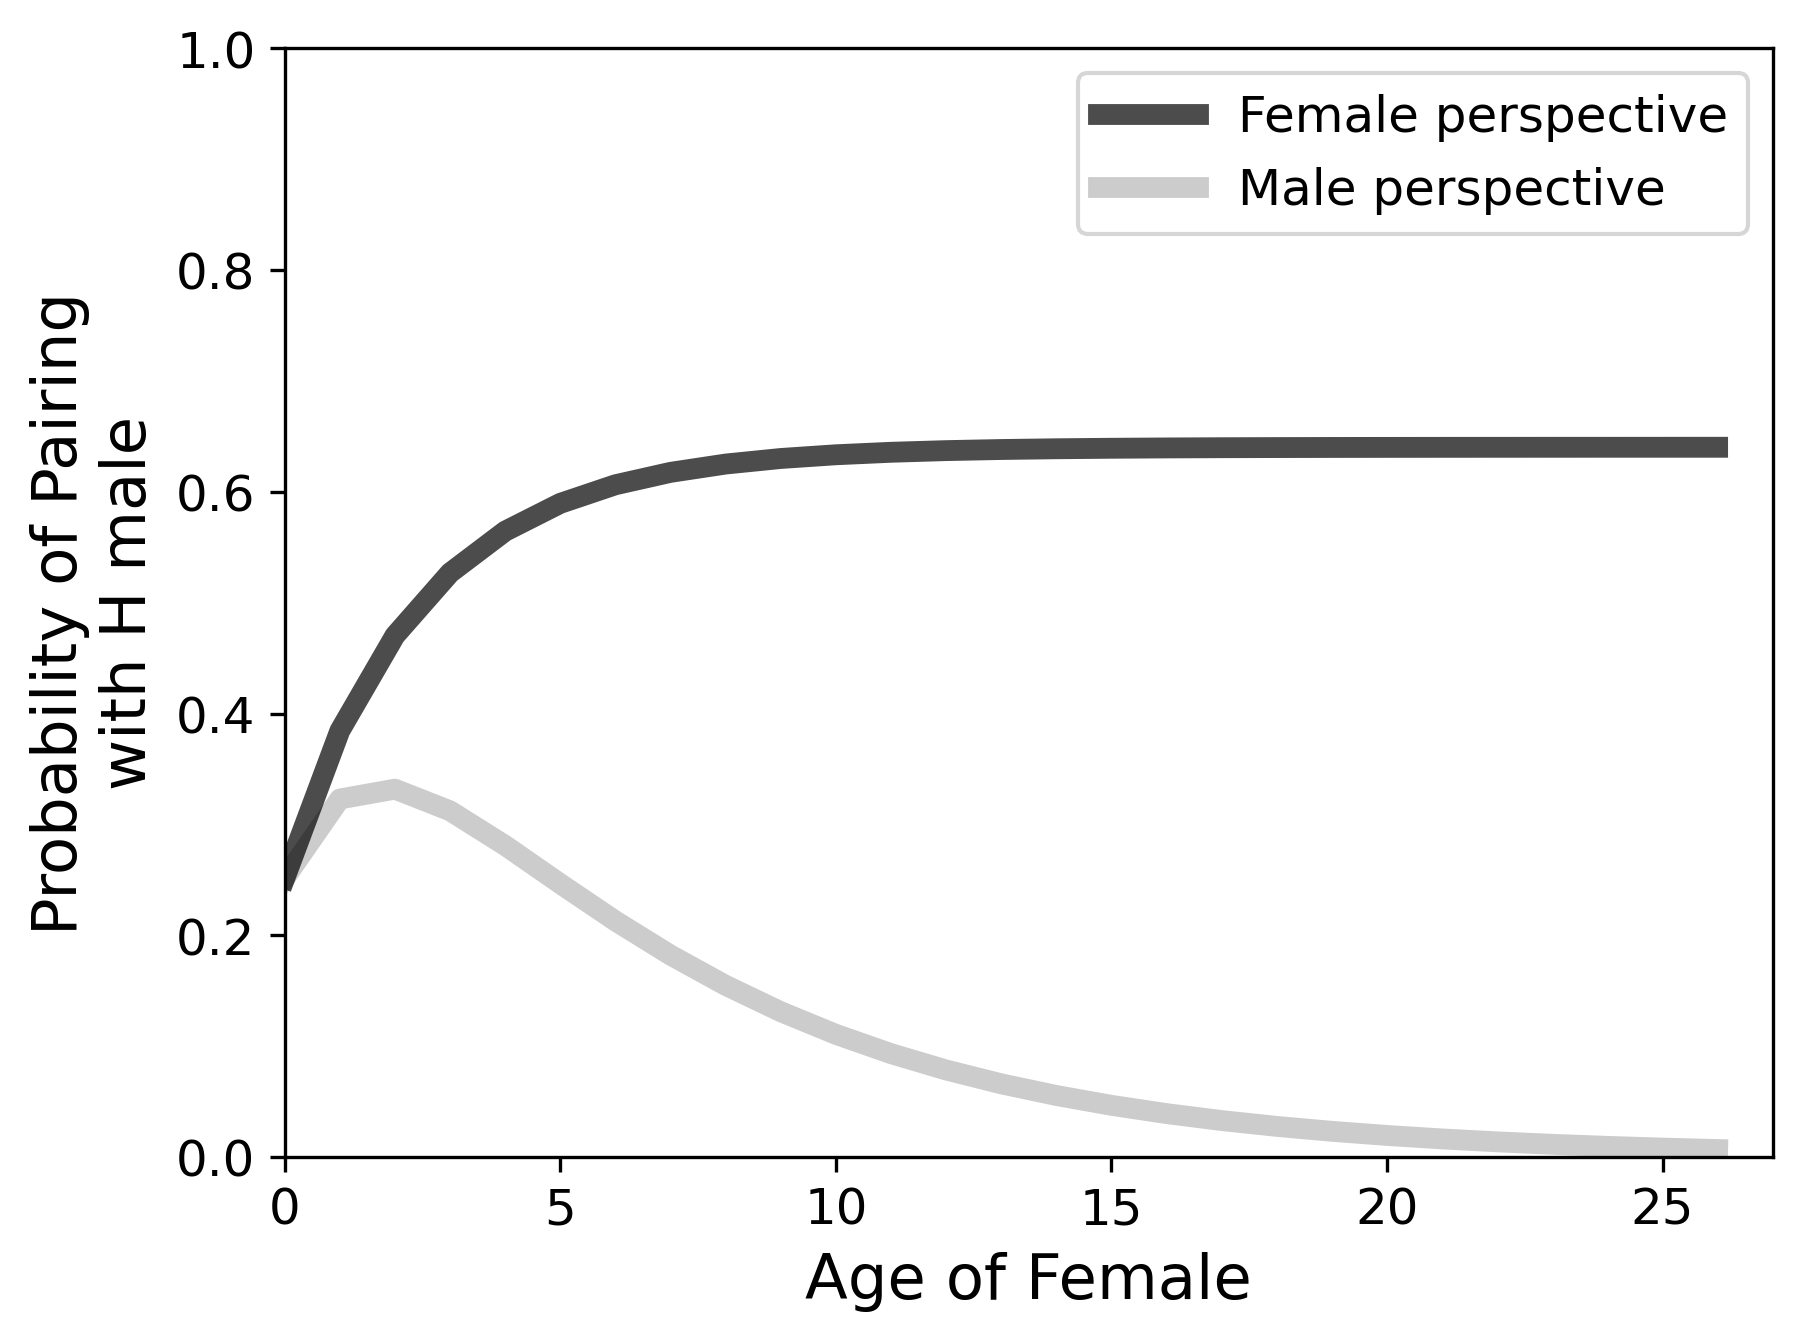 Probability of Pairing
with H male
1.0
0.8
0.6
0.4
0.2
0.0
Female perspective
Male perspective
0 5 10 15 20 25
Age of Female